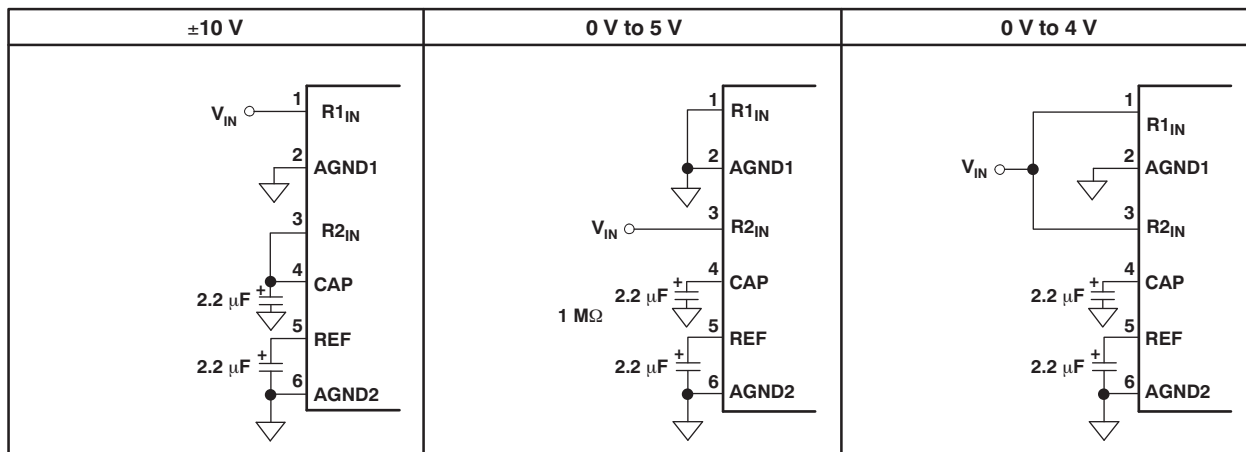 ±10 V
0 V to 5 V
0 V to 4 V
1
V_IN
R1_IN
2
AGND1
3
R2_IN
4
CAP
2.2 μF
+
5
REF
2.2 μF
+
6
AGND2
1
R1_IN
2
AGND1
3
V_IN
R2_IN
4
CAP
2.2 μF
+
1 MΩ
5
REF
2.2 μF
+
6
AGND2
1
R1_IN
2
V_IN
AGND1
3
R2_IN
4
CAP
2.2 μF
+
5
REF
2.2 μF
+
6
AGND2